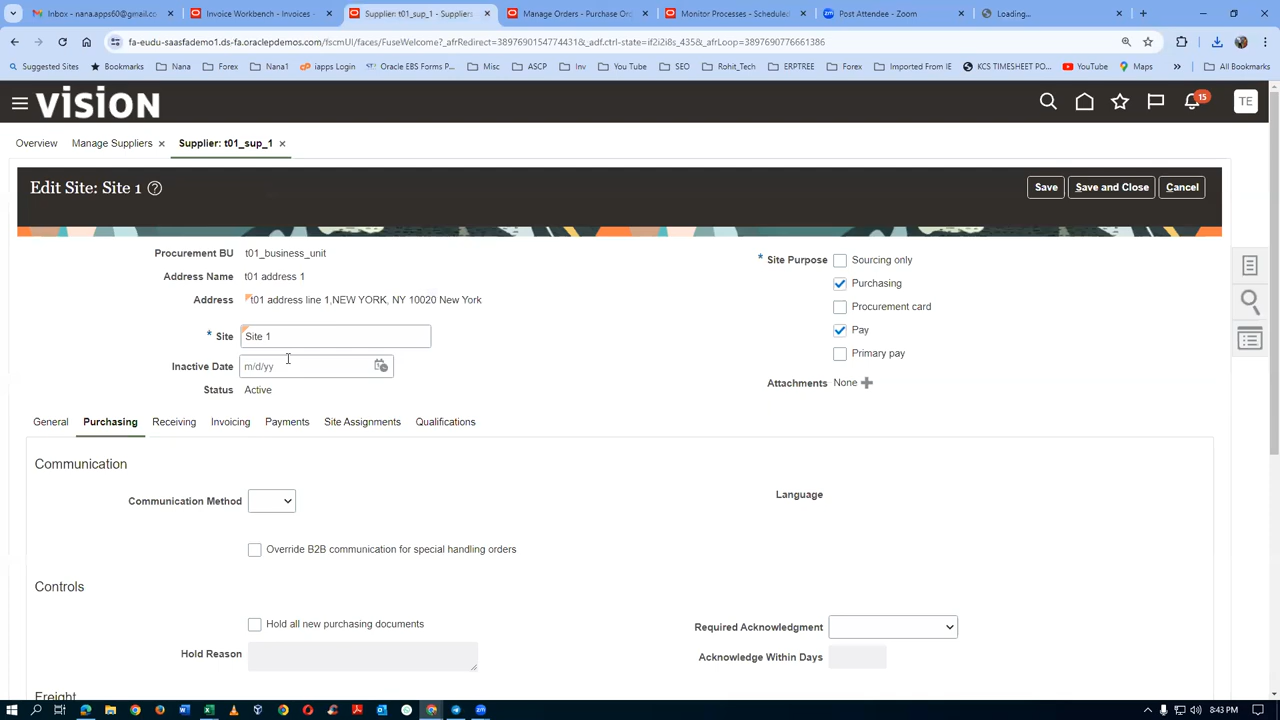 Mail - nana.apps60@gmail.co
Invoice Workbench - Invoices -
Supplier: t01_sup_1 - Suppliers
Manage Orders - Purchase Ord
Monitor Processes - Scheduled
Post Attendee - Zoom
Loading...
fa-eudu-saasfademo1.ds-fa.oraclepdemos.com/fscmUI/faces/FuseWelcome?_afrRedirect=3897690154774431&_adf.ctrl-state=if2i2i8s_435&_afrLoop=3897690776661386
Suggested Sites Bookmarks Nana Forex Nana1 iapps Login Oracle EBS Forms P... Misc ASCP Inv You Tube SEO Rohit_Tech ERPTREE Forex Imported From IE KCS TIMESHEET PO... YouTube Maps » All Bookmarks
VISION 15 TE
Overview Manage Suppliers × Supplier: t01_sup_1 ×
Edit Site: Site 1 ? Save Save and Close Cancel
Procurement BU t01_business_unit
Address Name t01 address 1
Address t01 address line 1,NEW YORK, NY 10020 New York
* Site Site 1
Inactive Date m/d/yy
Status Active
* Site Purpose Sourcing only
Purchasing
Procurement card
Pay
Primary pay
Attachments None
General Purchasing Receiving Invoicing Payments Site Assignments Qualifications
Communication
Communication Method
Language
Override B2B communication for special handling orders
Controls
Hold all new purchasing documents
Required Acknowledgment
Hold Reason
Acknowledge Within Days
Freight
8:43 PM